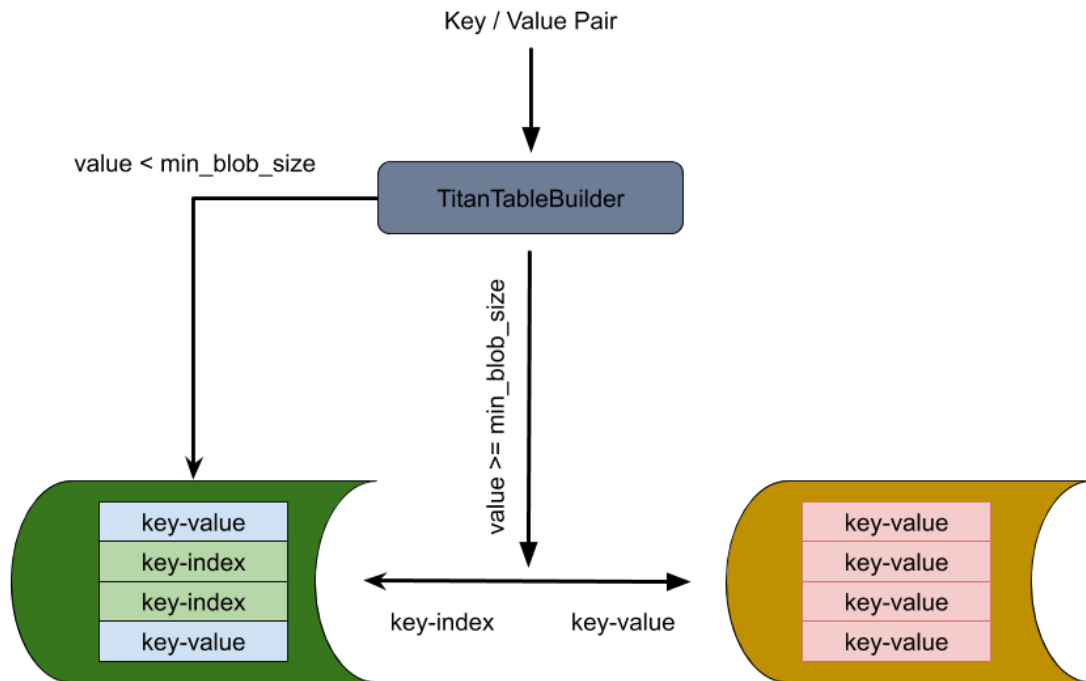 Key / Value Pair
value < min_blob_size
TitanTableBuilder
value >= min_blob_size
key-value
key-index
key-index
key-value
key-index
key-value
key-value
key-value
key-value
key-value